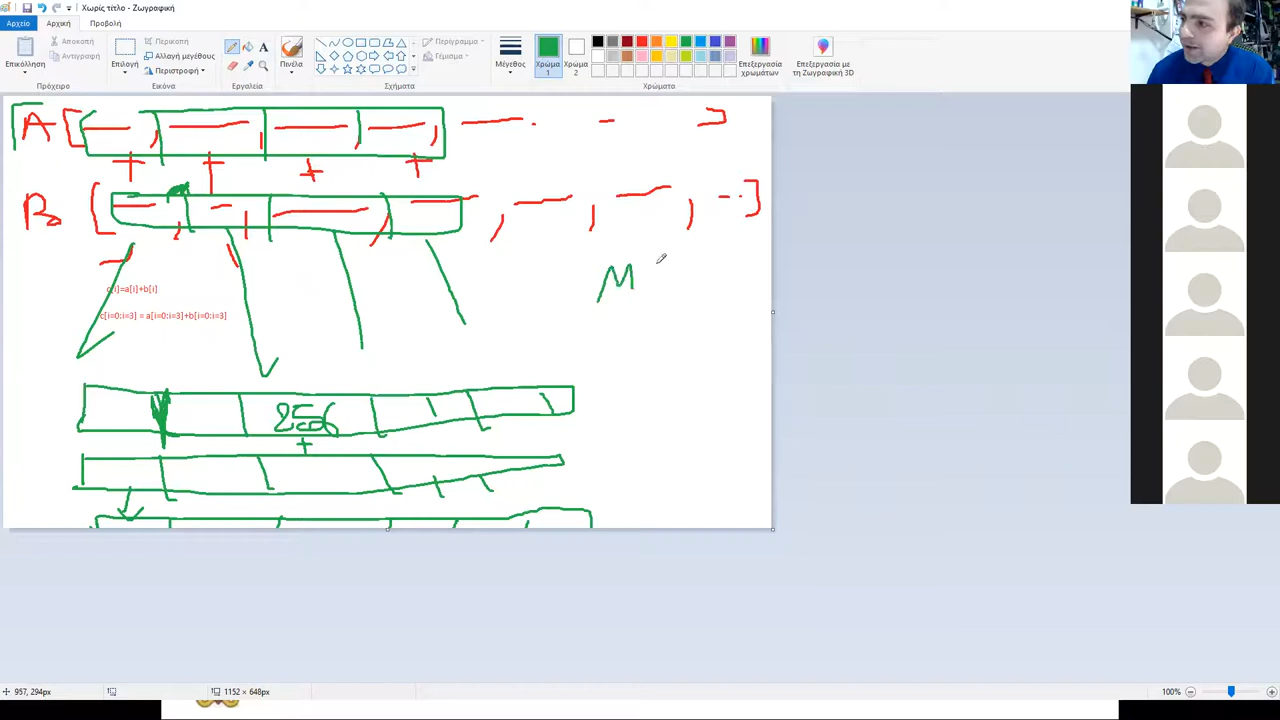 Χωρίς τίτλο - Ζωγραφική
Αρχείο Αρχική Προβολή
Επικόλληση
Αποκοπή
Αντιγραφή
Επιλογή
Περικοπή
Αλλαγή μεγέθους
Περιστροφή
Πινέλα
Περίγραμμα
Γέμισμα
Μέγεθος
Χρώμα 1
Χρώμα 2
Επεξεργασία χρωμάτων
Επεξεργασία με τη Ζωγραφική 3D
Πρόχειρο Εικόνα Εργαλεία Σχήματα Χρώματα
A [ , , , , ]
+ + + +
B [ , , , , , , ]
c[i]=a[i]+b[i]
c[i=0:i=3] = a[i=0:i=3]+b[i=0:i=3]
M
256
+
957, 294px 1152 × 648px 100%